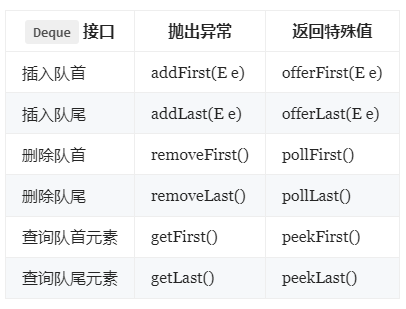 Deque 接口 抛出异常 返回特殊值
插入队首 addFirst(E e) offerFirst(E e)
插入队尾 addLast(E e) offerLast(E e)
删除队首 removeFirst() pollFirst()
删除队尾 removeLast() pollLast()
查询队首元素 getFirst() peekFirst()
查询队尾元素 getLast() peekLast()